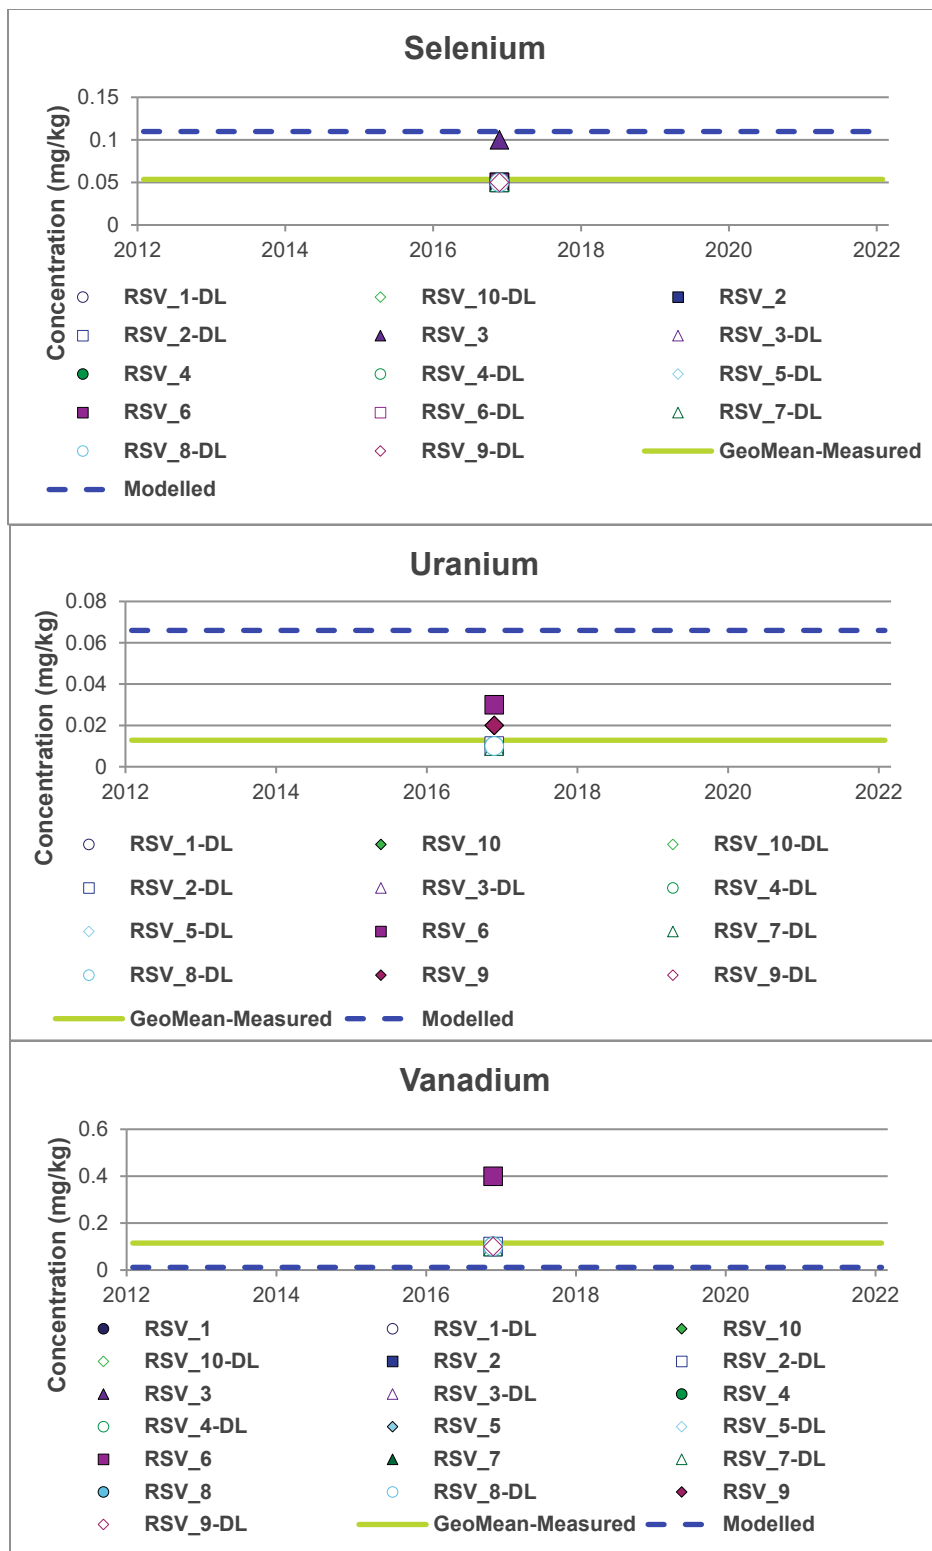 Selenium
Concentration (mg/kg)
0.15
0.1
0.05
0
2012 2014 2016 2018 2020 2022
RSV_1-DL RSV_10-DL RSV_2
RSV_2-DL RSV_3 RSV_3-DL
RSV_4 RSV_4-DL RSV_5-DL
RSV_6 RSV_6-DL RSV_7-DL
RSV_8-DL RSV_9-DL GeoMean-Measured
Modelled
Uranium
Concentration (mg/kg)
0.08
0.06
0.04
0.02
0
2012 2014 2016 2018 2020 2022
RSV_1-DL RSV_10 RSV_10-DL
RSV_2-DL RSV_3-DL RSV_4-DL
RSV_5-DL RSV_6 RSV_7-DL
RSV_8-DL RSV_9 RSV_9-DL
GeoMean-Measured Modelled
Vanadium
Concentration (mg/kg)
0.6
0.4
0.2
0
2012 2014 2016 2018 2020 2022
RSV_1 RSV_1-DL RSV_10
RSV_10-DL RSV_2 RSV_2-DL
RSV_3 RSV_3-DL RSV_4
RSV_4-DL RSV_5 RSV_5-DL
RSV_6 RSV_7 RSV_7-DL
RSV_8 RSV_8-DL RSV_9
RSV_9-DL GeoMean-Measured Modelled